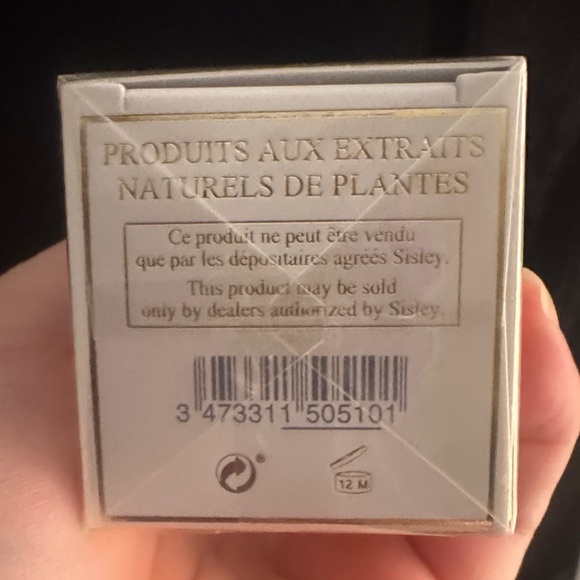 PRODUITS AUX EXTRAITS
NATURELS DE PLANTES
Ce produit ne peut être vendu
que par les dépositaires agréés Sisley.
This product may be sold
only by dealers authorized by Sisley.
3 473311 505101
12 M